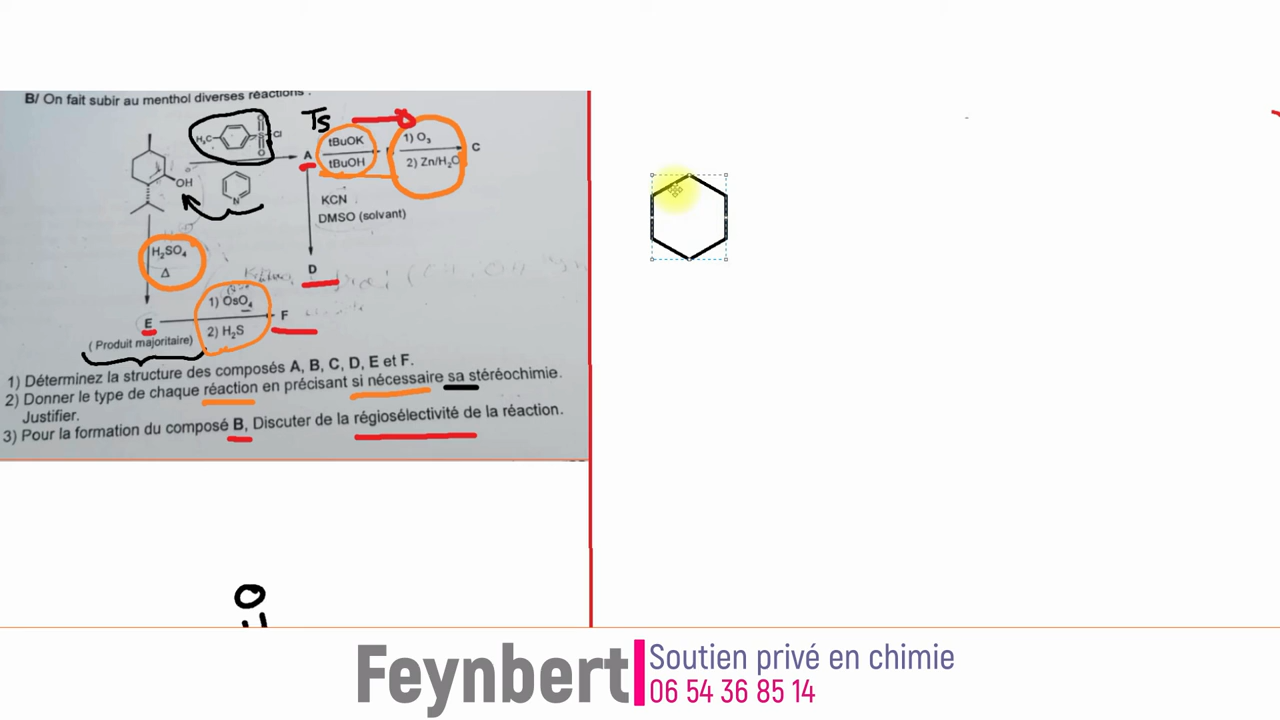 B/ On fait subir au menthol diverses réactions :
Ts
H₃C
Cl
tBuOK
1) O₃
A
C
tBuOH
2) Zn/H₂O
OH
KCN
DMSO (solvant)
H₂SO₄
Δ
D
1) OsO₄
E
F
2) H₂S
( Produit majoritaire)
1) Déterminez la structure des composés A, B, C, D, E et F.
2) Donner le type de chaque réaction en précisant si nécessaire sa stéréochimie.
Justifier.
3) Pour la formation du composé B, Discuter de la régiosélectivité de la réaction.
O
Feynbert
Soutien privé en chimie
06 54 36 85 14